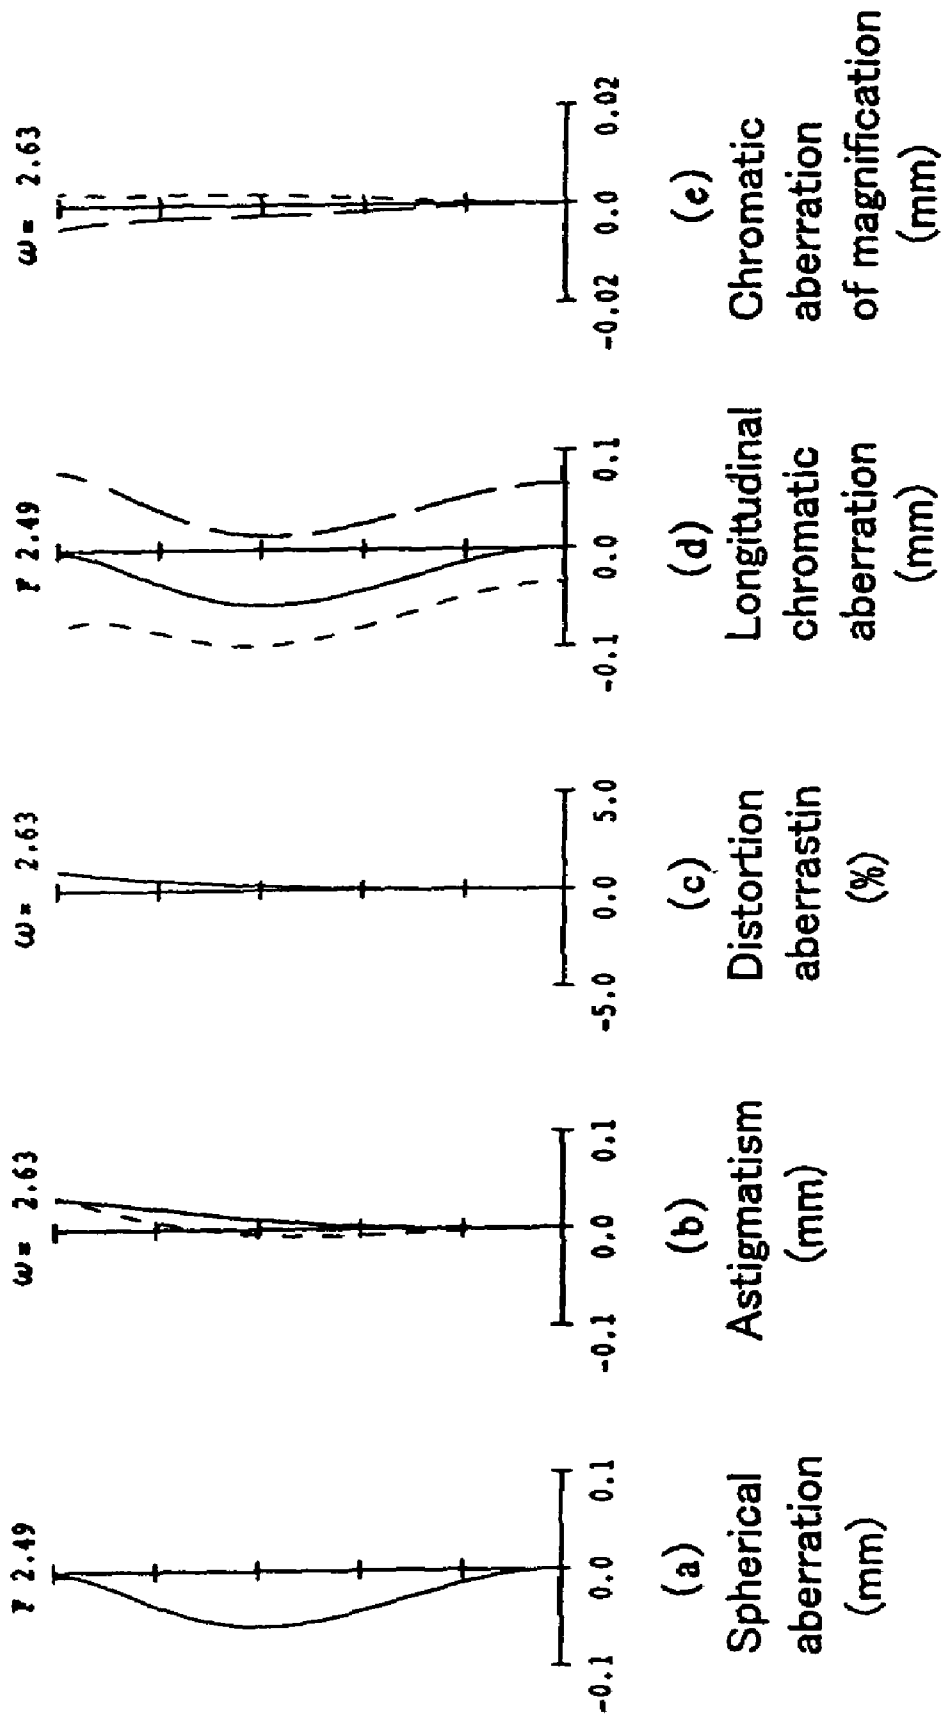 F 2.49
-0.1 0.0 0.1
(a)
Spherical
aberration
(mm)
ω= 2.63
-0.1 0.0 0.1
(b)
Astigmatism
(mm)
ω= 2.63
-5.0 0.0 5.0
(c)
Distortion
aberrastin
(%)
F 2.49
-0.1 0.0 0.1
(d)
Longitudinal
chromatic
aberration
(mm)
ω= 2.63
-0.02 0.0 0.02
(e)
Chromatic
aberration
of magnification
(mm)